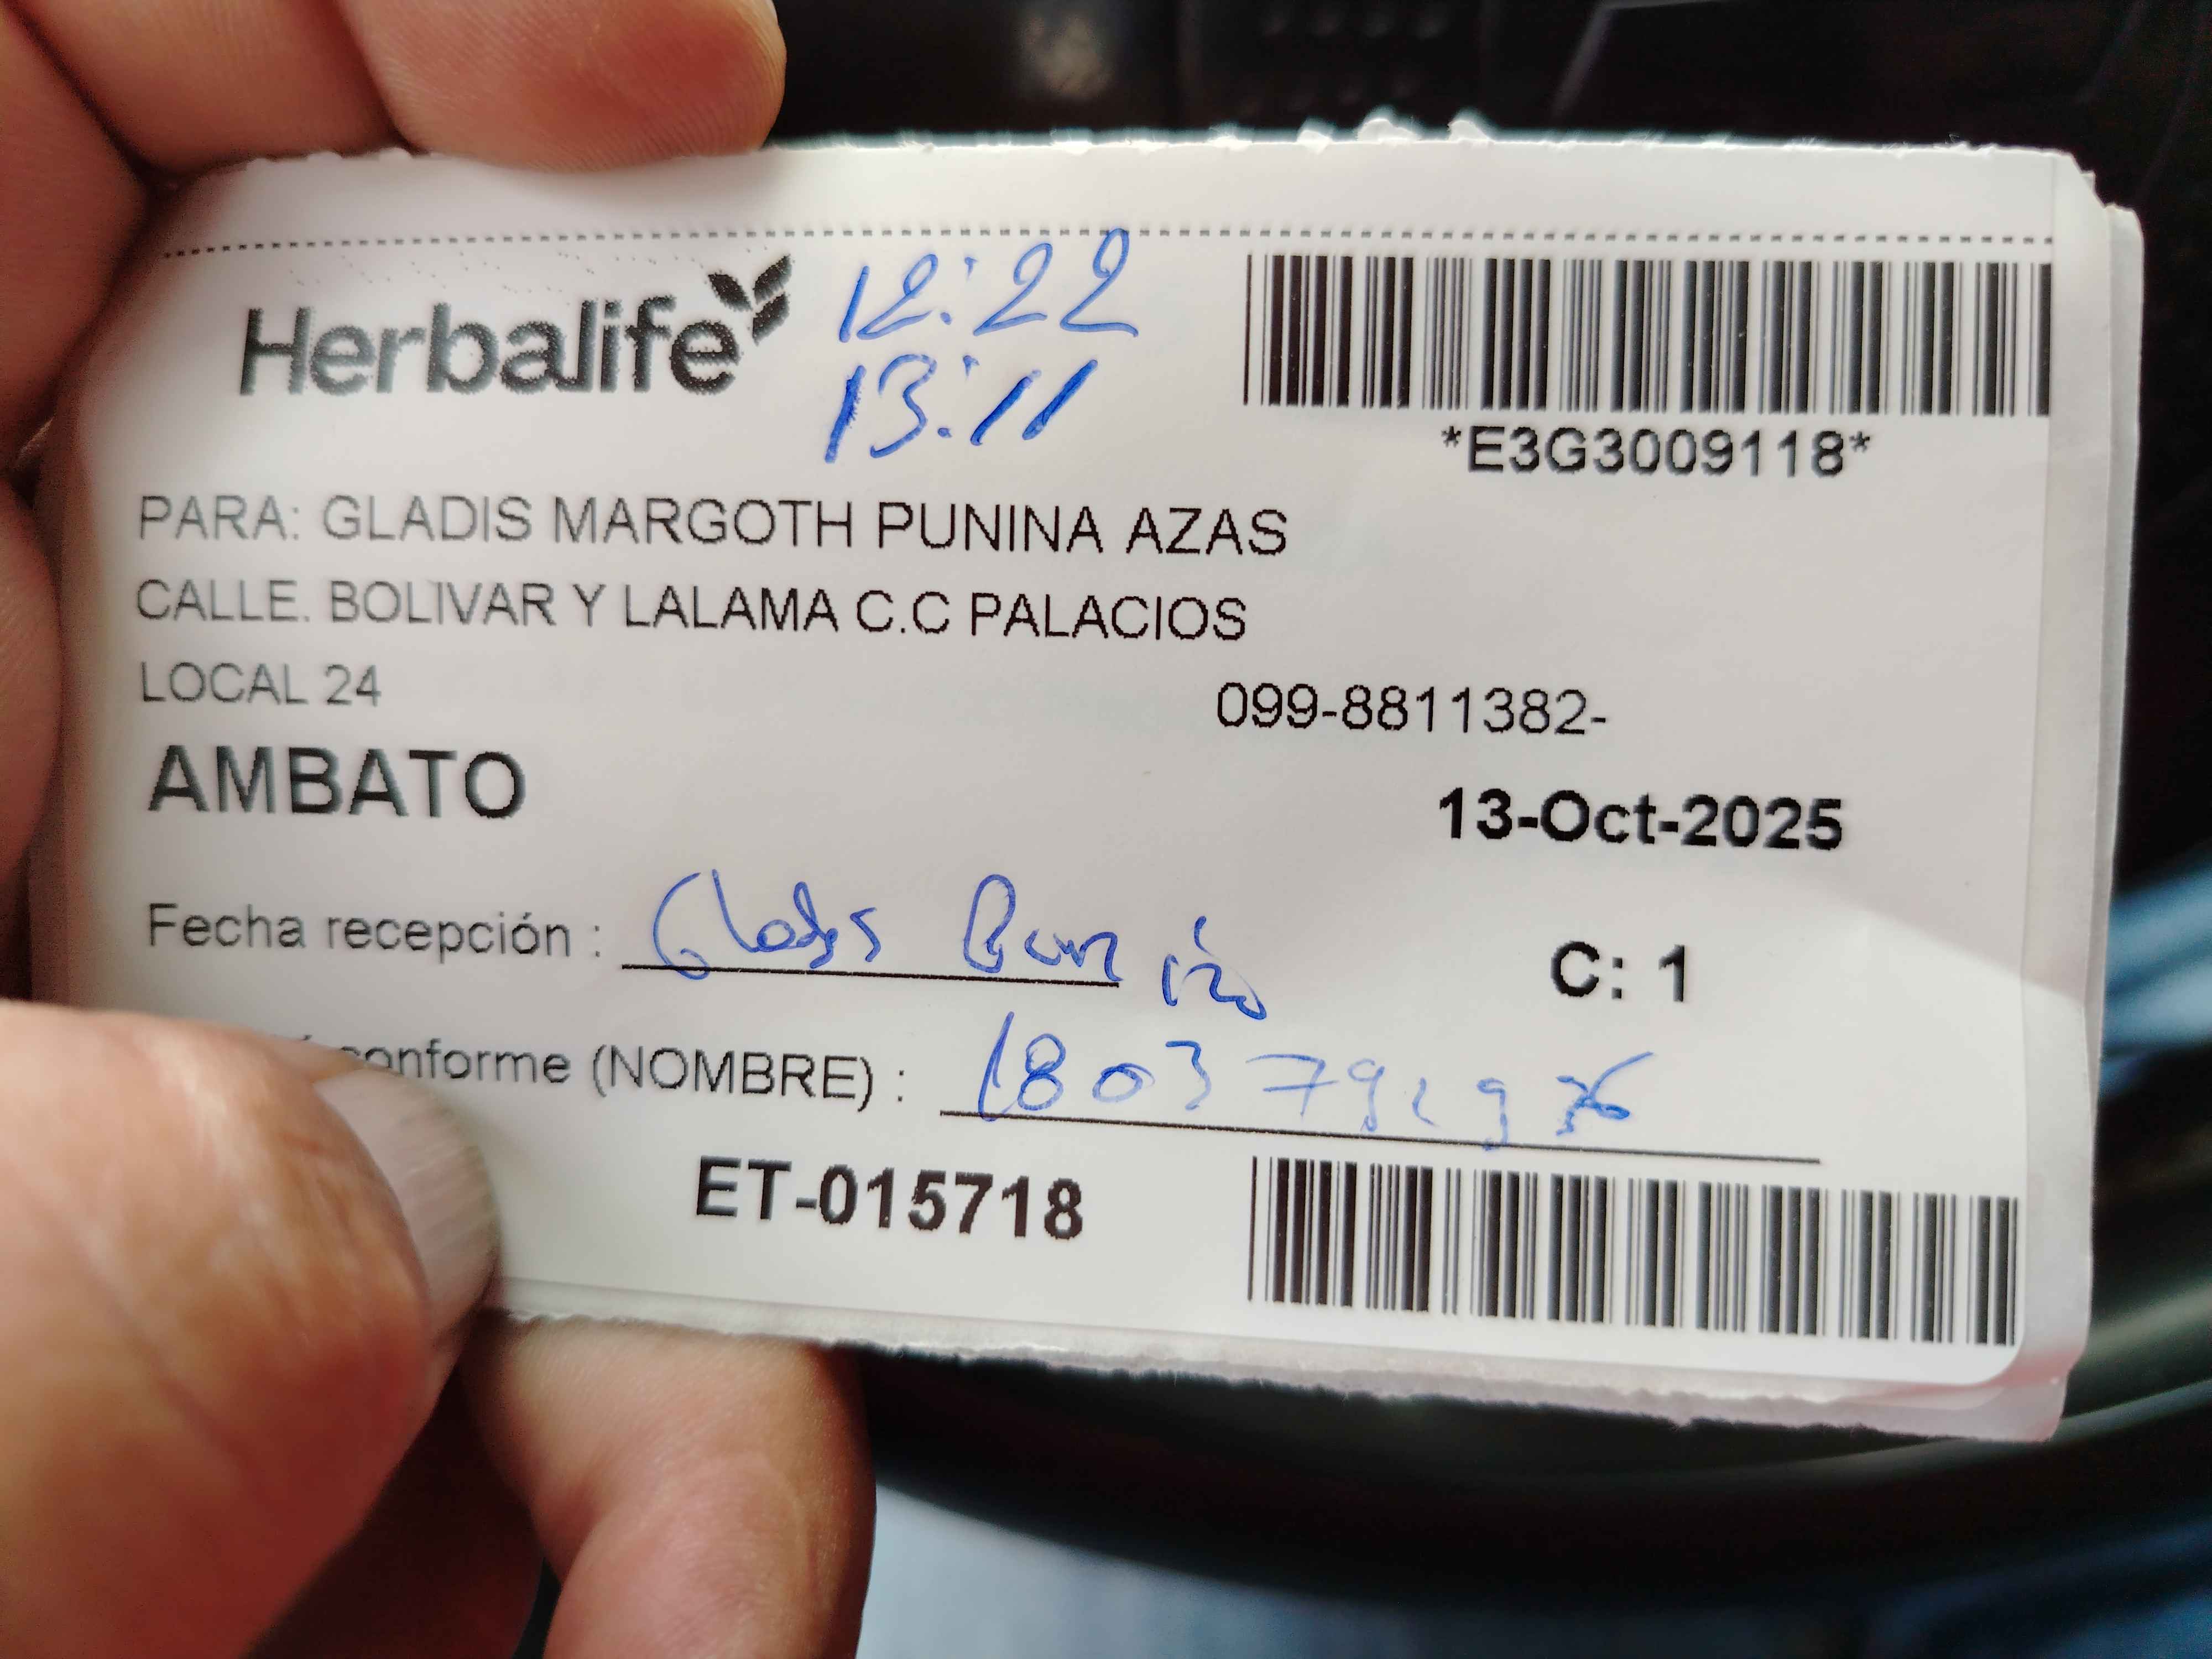 Herbalife
12:22
13:11
*E3G3009118*
PARA: GLADIS MARGOTH PUNINA AZAS
CALLE. BOLIVAR Y LALAMA C.C PALACIOS
LOCAL 24
099-8811382-
AMBATO
13-Oct-2025
Fecha recepción :
C: 1
conforme (NOMBRE) :
ET-015718